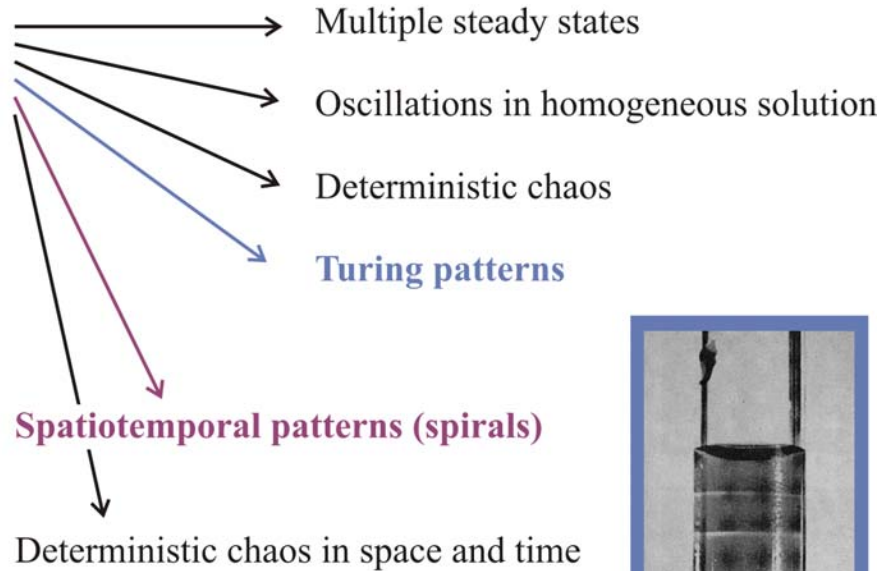 Multiple steady states
Oscillations in homogeneous solution
Deterministic chaos
Turing patterns
Spatiotemporal patterns (spirals)
Deterministic chaos in space and time